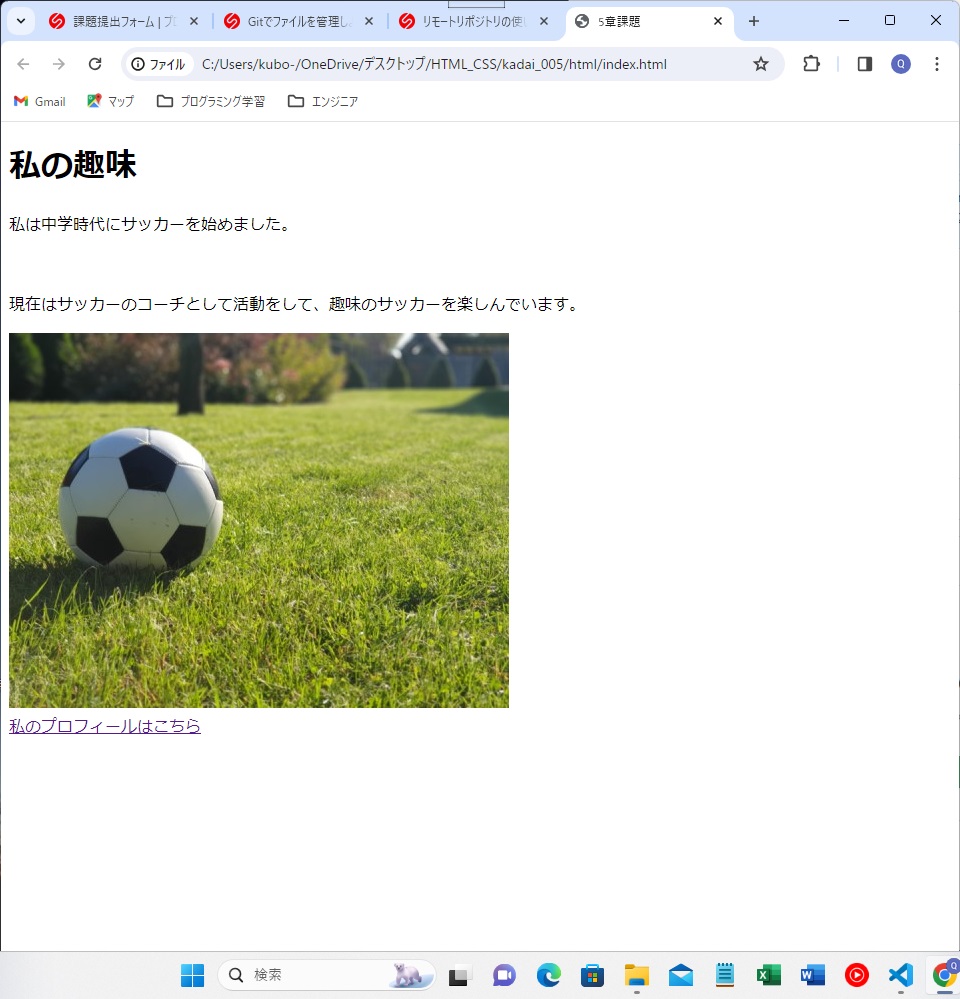 課題提出フォーム | プ
Gitでファイルを管理し
リモートリポジトリの使い
5章課題
ファイル
C:/Users/kubo-/OneDrive/デスクトップ/HTML_CSS/kadai_005/html/index.html
Q
Gmail
マップ
プログラミング学習
エンジニア
私の趣味
私は中学時代にサッカーを始めました。
現在はサッカーのコーチとして活動をして、趣味のサッカーを楽しんでいます。
私のプロフィールはこちら
検索
Q